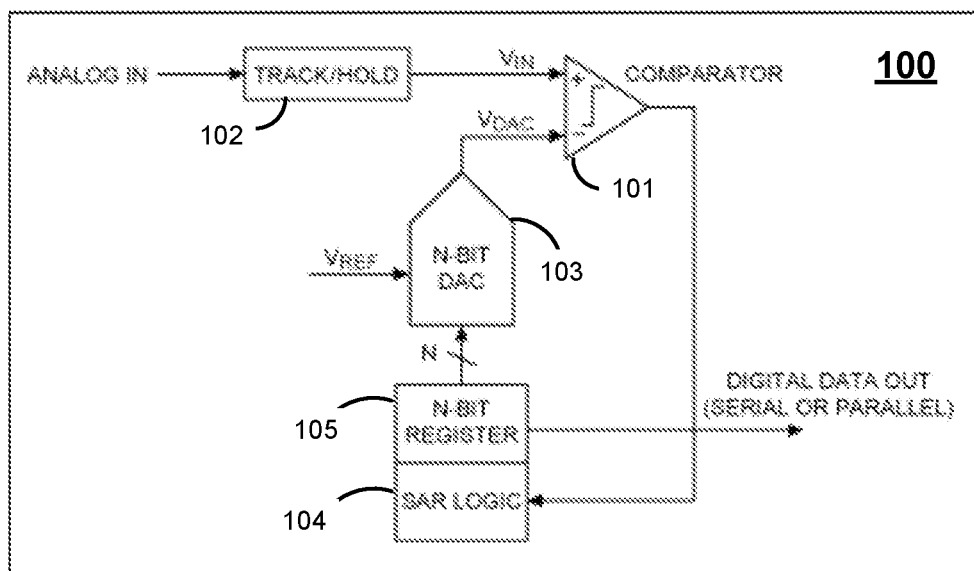 100
ANALOG IN
TRACK/HOLD
VIN
COMPARATOR
102
VDAC
+
-
101
103
N-BIT
DAC
VREF
N
DIGITAL DATA OUT
(SERIAL OR PARALLEL)
105
N-BIT
REGISTER
104
SAR LOGIC